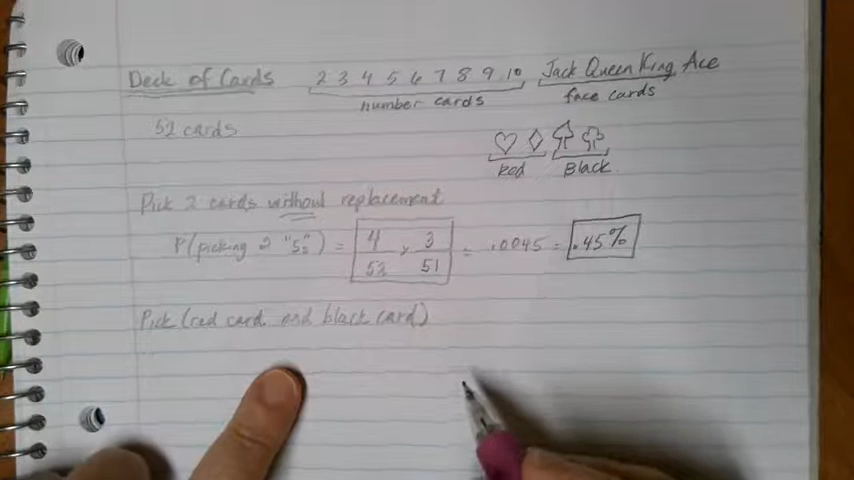 Deck of Cards 2 3 4 5 6 7 8 9 10 Jack Queen King Ace
number cards face cards
52 cards
Red Black
Pick 2 cards without replacement
P(picking 2 "5s") = 4/52 × 3/51 = .0045 = .45%
Pick (red card and black card)